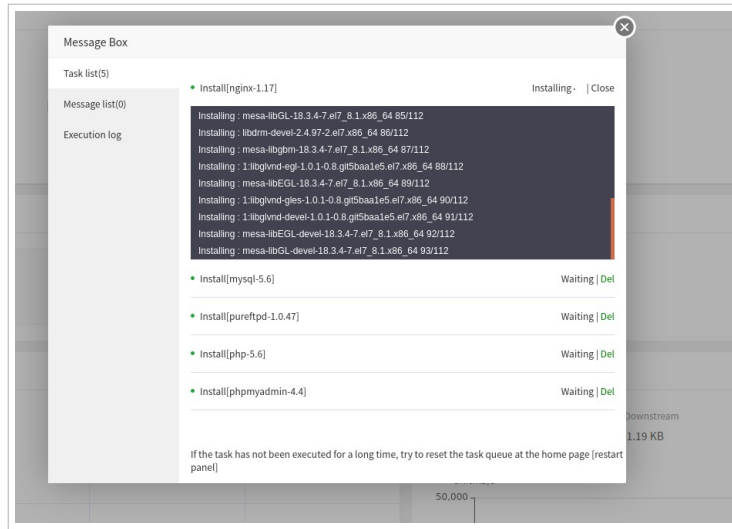 Message Box
Task list(5)
Message list(0)
Execution log
Install[nginx-1.17] Installing · | Close
Installing : mesa-libGL-18.3.4-7.el7_8.1.x86_64 85/112
Installing : libdrm-devel-2.4.97-2.el7.x86_64 86/112
Installing : mesa-libgbm-18.3.4-7.el7_8.1.x86_64 87/112
Installing : 1:libglvnd-egl-1.0.1-0.8.git5baa1e5.el7.x86_64 88/112
Installing : mesa-libEGL-18.3.4-7.el7_8.1.x86_64 89/112
Installing : 1:libglvnd-gles-1.0.1-0.8.git5baa1e5.el7.x86_64 90/112
Installing : 1:libglvnd-devel-1.0.1-0.8.git5baa1e5.el7.x86_64 91/112
Installing : mesa-libEGL-devel-18.3.4-7.el7_8.1.x86_64 92/112
Installing : mesa-libGL-devel-18.3.4-7.el7_8.1.x86_64 93/112
Install[mysql-5.6] Waiting | Del
Install[pureftpd-1.0.47] Waiting | Del
Install[php-5.6] Waiting | Del
Install[phpmyadmin-4.4] Waiting | Del
If the task has not been executed for a long time, try to reset the task queue at the home page [restart
panel]
Downstream
1.19 KB
50,000